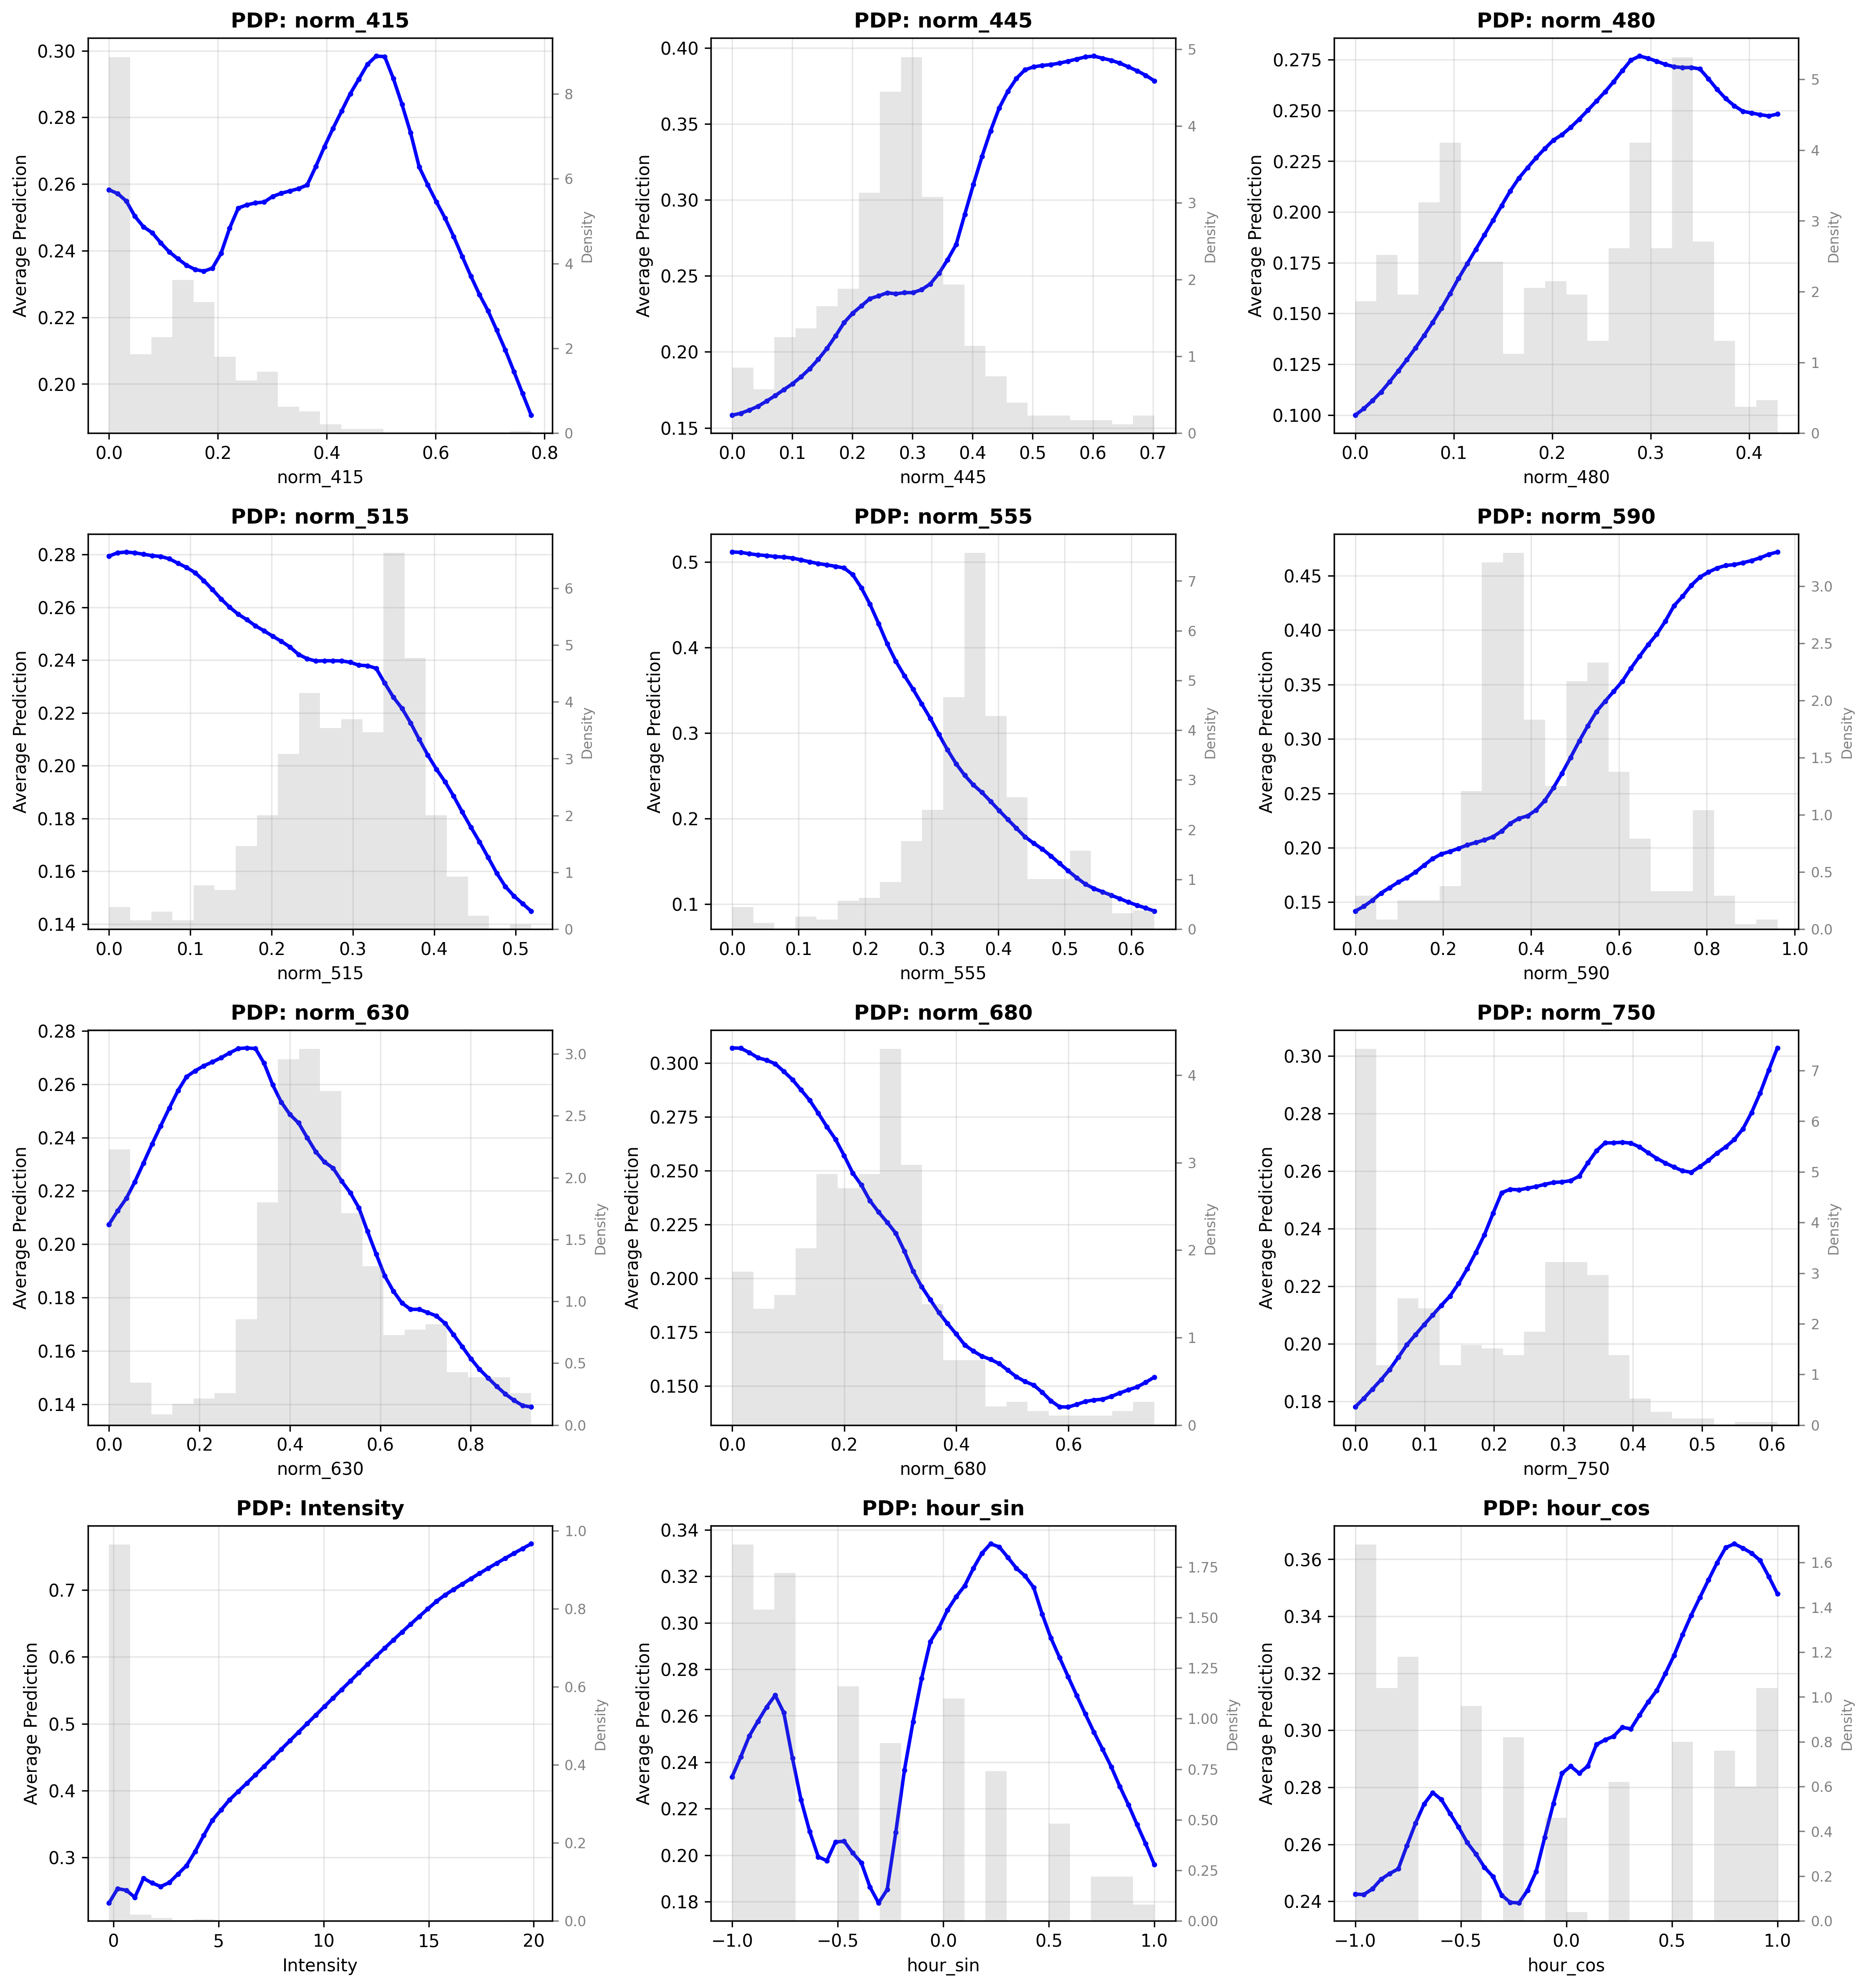 PDP: norm_415
0.30
0.28
0.26
0.24
0.22
0.20
Average Prediction
0.0 0.2 0.4 0.6 0.8
norm_415
8
6
4
2
0
Density
PDP: norm_445
0.40
0.35
0.30
0.25
0.20
0.15
Average Prediction
0.0 0.1 0.2 0.3 0.4 0.5 0.6 0.7
norm_445
5
4
3
2
1
0
Density
PDP: norm_480
0.275
0.250
0.225
0.200
0.175
0.150
0.125
0.100
Average Prediction
0.0 0.1 0.2 0.3 0.4
norm_480
5
4
3
2
1
0
Density
PDP: norm_515
0.28
0.26
0.24
0.22
0.20
0.18
0.16
0.14
Average Prediction
0.0 0.1 0.2 0.3 0.4 0.5
norm_515
6
5
4
3
2
1
0
Density
PDP: norm_555
0.5
0.4
0.3
0.2
0.1
Average Prediction
0.0 0.1 0.2 0.3 0.4 0.5 0.6
norm_555
7
6
5
4
3
2
1
0
Density
PDP: norm_590
0.45
0.40
0.35
0.30
0.25
0.20
0.15
Average Prediction
0.0 0.2 0.4 0.6 0.8 1.0
norm_590
3.0
2.5
2.0
1.5
1.0
0.5
0.0
Density
PDP: norm_630
0.28
0.26
0.24
0.22
0.20
0.18
0.16
0.14
Average Prediction
0.0 0.2 0.4 0.6 0.8
norm_630
3.0
2.5
2.0
1.5
1.0
0.5
0.0
Density
PDP: norm_680
0.300
0.275
0.250
0.225
0.200
0.175
0.150
Average Prediction
0.0 0.2 0.4 0.6
norm_680
4
3
2
1
0
Density
PDP: norm_750
0.30
0.28
0.26
0.24
0.22
0.20
0.18
Average Prediction
0.0 0.1 0.2 0.3 0.4 0.5 0.6
norm_750
7
6
5
4
3
2
1
0
Density
PDP: Intensity
0.7
0.6
0.5
0.4
0.3
Average Prediction
0 5 10 15 20
Intensity
1.0
0.8
0.6
0.4
0.2
0.0
Density
PDP: hour_sin
0.34
0.32
0.30
0.28
0.26
0.24
0.22
0.20
0.18
Average Prediction
−1.0 −0.5 0.0 0.5 1.0
hour_sin
1.75
1.50
1.25
1.00
0.75
0.50
0.25
0.00
Density
PDP: hour_cos
0.36
0.34
0.32
0.30
0.28
0.26
0.24
Average Prediction
−1.0 −0.5 0.0 0.5 1.0
hour_cos
1.6
1.4
1.2
1.0
0.8
0.6
0.4
0.2
0.0
Density